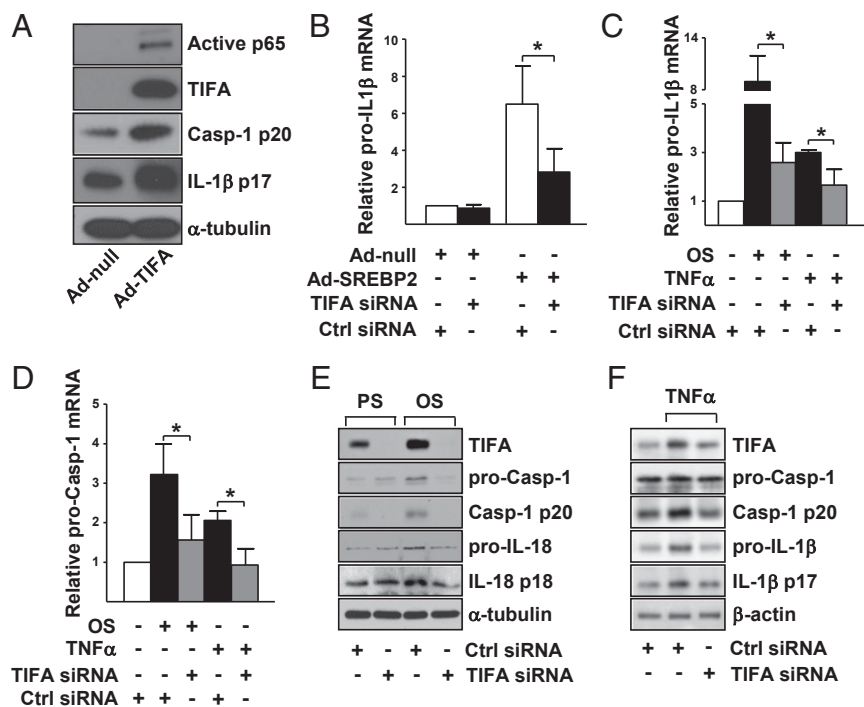 A
Active p65
TIFA
Casp-1 p20
IL-1β p17
α-tubulin
Ad-null
Ad-TIFA
B
Relative pro-IL1β mRNA
10
8
6
4
2
*
Ad-null + + - -
Ad-SREBP2 - - + +
TIFA siRNA - + - +
Ctrl siRNA + - + -
C
Relative pro-IL1β mRNA
14
8
5
3
1
*
*
OS - + + - -
TNFα - - - + +
TIFA siRNA - - + - +
Ctrl siRNA + + - + -
D
Relative pro-Casp-1 mRNA
5
4
3
2
1
*
*
OS - + + - -
TNFα - - - + +
TIFA siRNA - - + - +
Ctrl siRNA + + - + -
E
PS OS
TIFA
pro-Casp-1
Casp-1 p20
pro-IL-18
IL-18 p18
α-tubulin
+ - + - Ctrl siRNA
- + - + TIFA siRNA
F
TNFα
TIFA
pro-Casp-1
Casp-1 p20
pro-IL-1β
IL-1β p17
β-actin
+ + - Ctrl siRNA
- - + TIFA siRNA